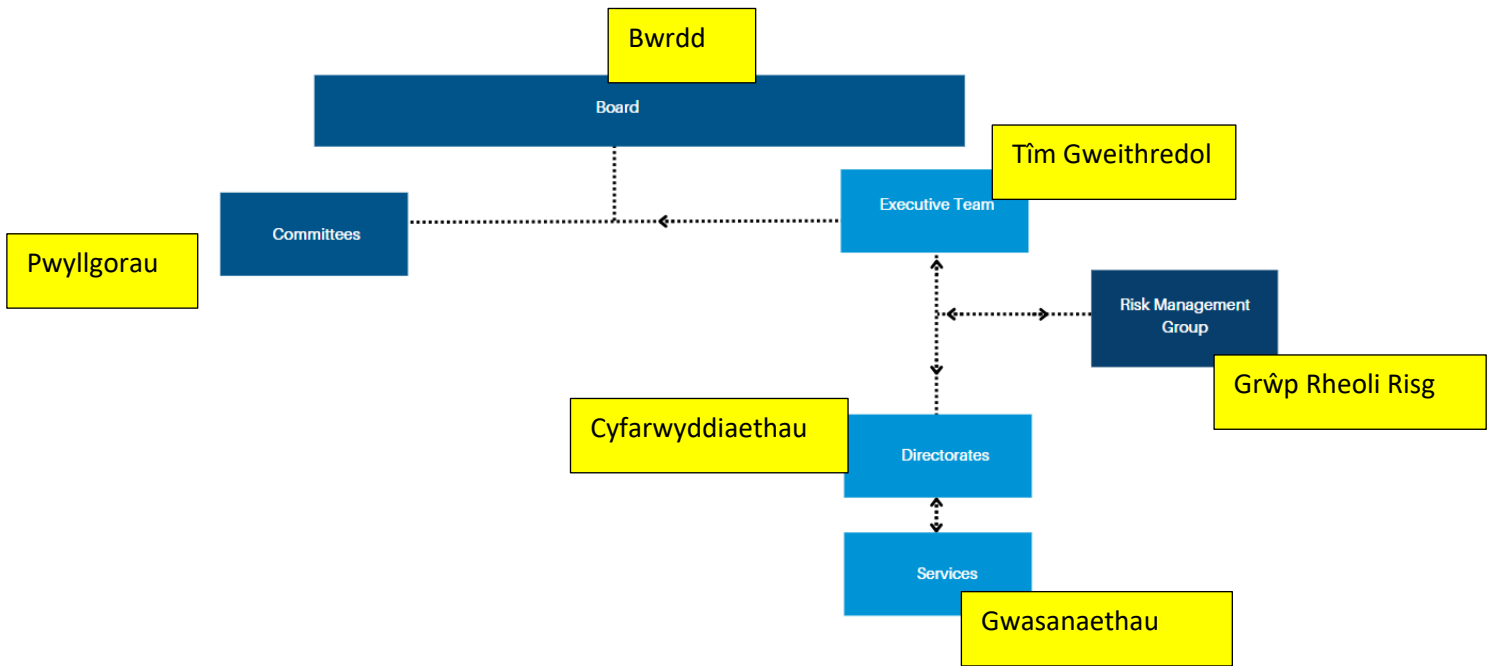 Bwrdd
Board
Tîm Gweithredol
Executive Team
Committees
Pwyllgorau
Risk Management
Group
Grŵp Rheoli Risg
Cyfarwyddiaethau
Directorates
Services
Gwasanaethau